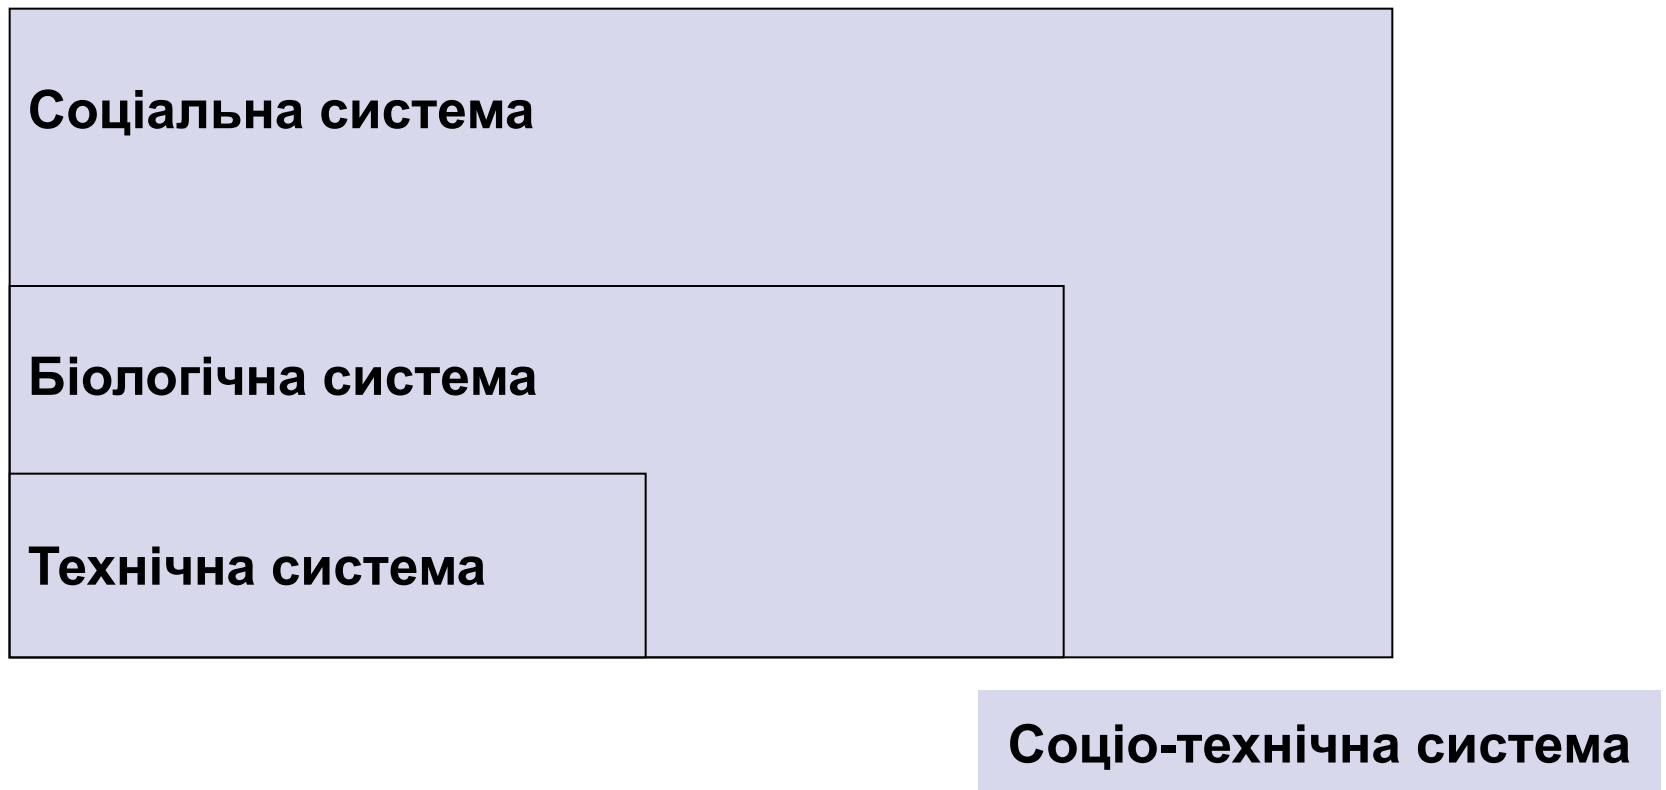 Соціальна система
Біологічна система
Технічна система
Соціо-технічна система